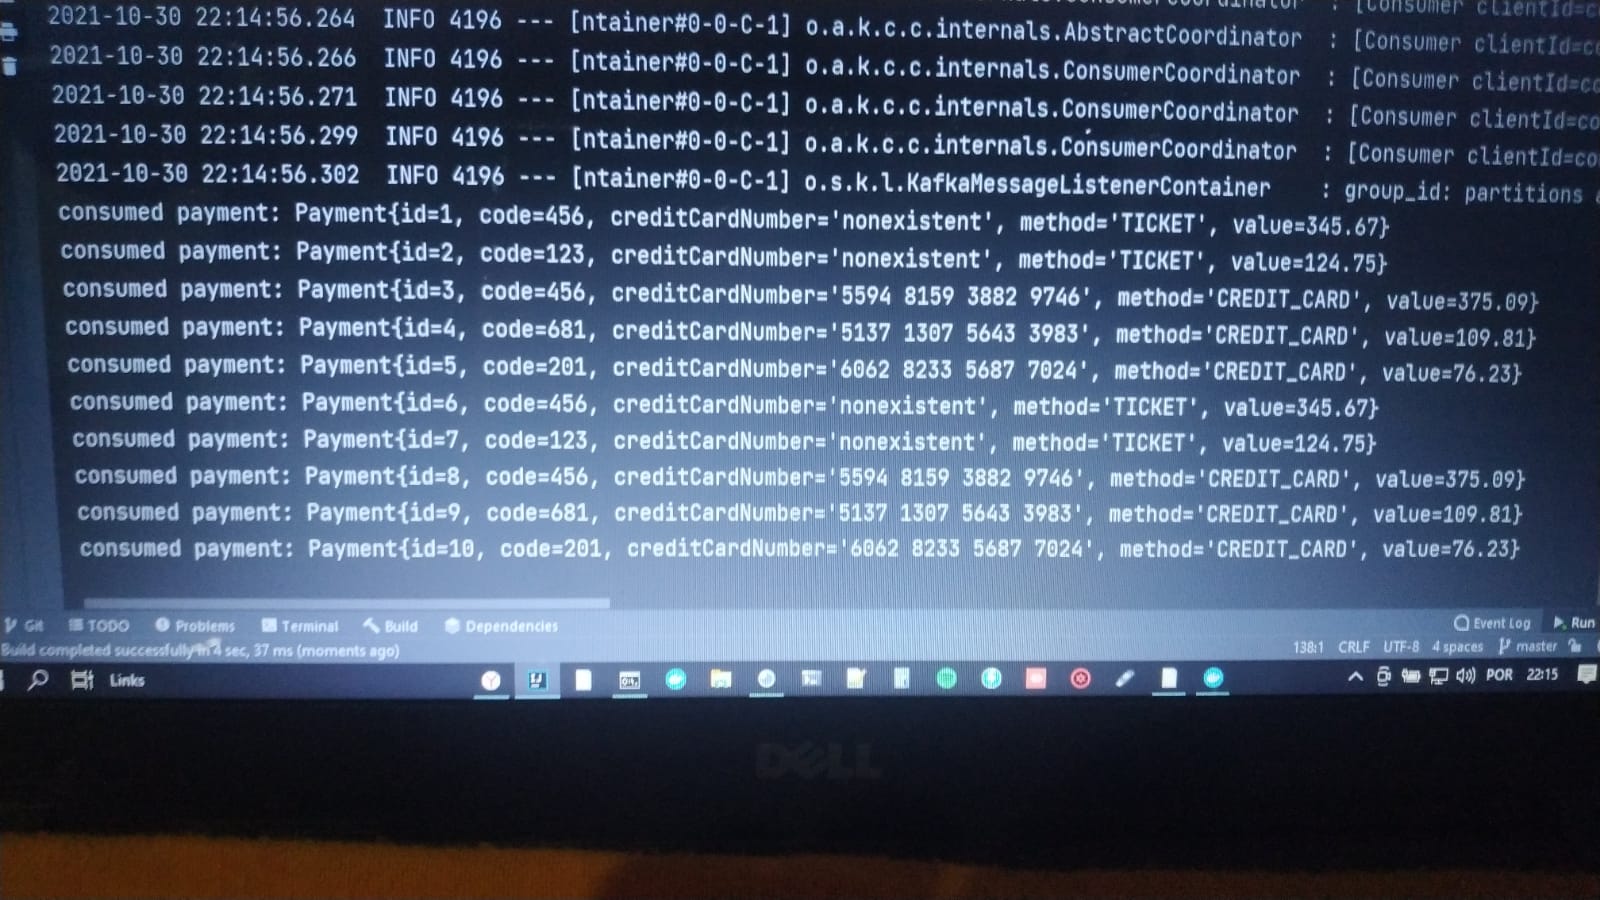 2021-10-30 22:14:56.264  INFO 4196 --- [ntainer#0-0-C-1] o.a.k.c.c.internals.AbstractCoordinator  : [Consumer clientId=c
2021-10-30 22:14:56.266  INFO 4196 --- [ntainer#0-0-C-1] o.a.k.c.c.internals.ConsumerCoordinator  : [Consumer clientId=co
2021-10-30 22:14:56.271  INFO 4196 --- [ntainer#0-0-C-1] o.a.k.c.c.internals.ConsumerCoordinator  : [Consumer clientId=co
2021-10-30 22:14:56.299  INFO 4196 --- [ntainer#0-0-C-1] o.a.k.c.c.internals.ConsumerCoordinator  : [Consumer clientId=co
2021-10-30 22:14:56.302  INFO 4196 --- [ntainer#0-0-C-1] o.s.k.l.KafkaMessageListenerContainer    : group_id: partitions a
consumed payment: Payment{id=1, code=456, creditCardNumber='nonexistent', method='TICKET', value=345.67}
consumed payment: Payment{id=2, code=123, creditCardNumber='nonexistent', method='TICKET', value=124.75}
consumed payment: Payment{id=3, code=456, creditCardNumber='5594 8159 3882 9746', method='CREDIT_CARD', value=375.09}
consumed payment: Payment{id=4, code=681, creditCardNumber='5137 1307 5643 3983', method='CREDIT_CARD', value=109.81}
consumed payment: Payment{id=5, code=201, creditCardNumber='6062 8233 5687 7024', method='CREDIT_CARD', value=76.23}
consumed payment: Payment{id=6, code=456, creditCardNumber='nonexistent', method='TICKET', value=345.67}
consumed payment: Payment{id=7, code=123, creditCardNumber='nonexistent', method='TICKET', value=124.75}
consumed payment: Payment{id=8, code=456, creditCardNumber='5594 8159 3882 9746', method='CREDIT_CARD', value=375.09}
consumed payment: Payment{id=9, code=681, creditCardNumber='5137 1307 5643 3983', method='CREDIT_CARD', value=109.81}
consumed payment: Payment{id=10, code=201, creditCardNumber='6062 8233 5687 7024', method='CREDIT_CARD', value=76.23}
Git TODO Problems Terminal Build Dependencies Event Log Run
Build completed successfully in 4 sec, 37 ms (moments ago) 138:1 CRLF UTF-8 4 spaces master
Links POR 22:15
DELL